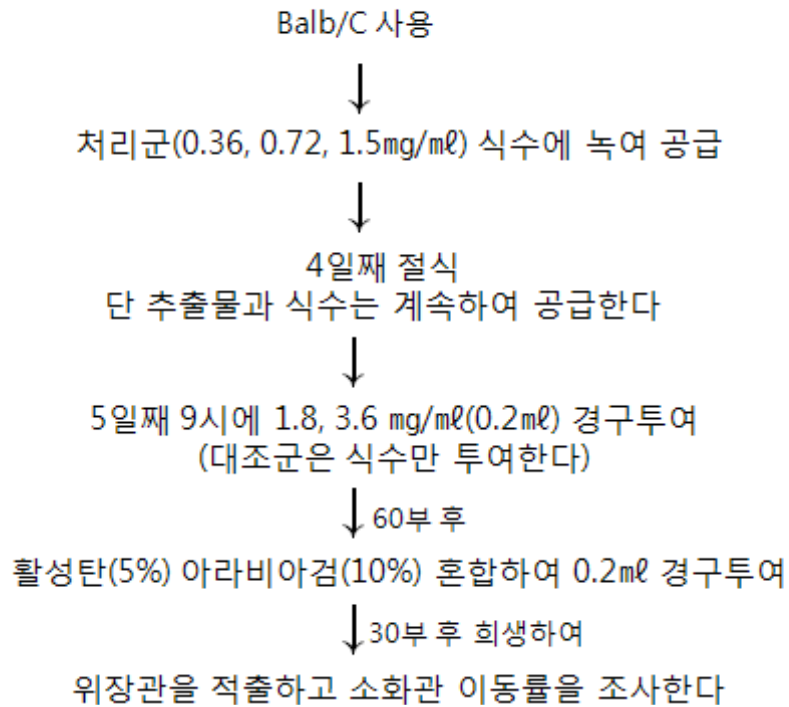 Balb/C 사용
처리군(0.36, 0.72, 1.5㎎/㎖) 식수에 녹여 공급
4일째 절식
단 추출물과 식수는 계속하여 공급한다
5일째 9시에 1.8, 3.6 ㎎/㎖(0.2㎖) 경구투여
(대조군은 식수만 투여한다)
60부 후
활성탄(5%) 아라비아검(10%) 혼합하여 0.2㎖ 경구투여
30부 후 희생하여
위장관을 적출하고 소화관 이동률을 조사한다